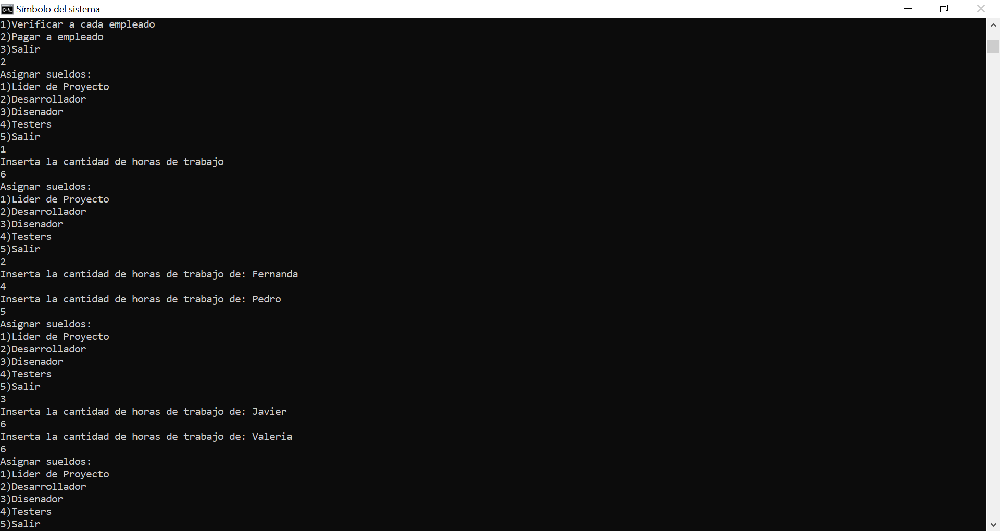 Símbolo del sistema
1)Verificar a cada empleado
2)Pagar a empleado
3)Salir
2
Asignar sueldos:
1)Lider de Proyecto
2)Desarrollador
3)Disenador
4)Testers
5)Salir
1
Inserta la cantidad de horas de trabajo
6
Asignar sueldos:
1)Lider de Proyecto
2)Desarrollador
3)Disenador
4)Testers
5)Salir
2
Inserta la cantidad de horas de trabajo de: Fernanda
4
Inserta la cantidad de horas de trabajo de: Pedro
5
Asignar sueldos:
1)Lider de Proyecto
2)Desarrollador
3)Disenador
4)Testers
5)Salir
3
Inserta la cantidad de horas de trabajo de: Javier
6
Inserta la cantidad de horas de trabajo de: Valeria
6
Asignar sueldos:
1)Lider de Proyecto
2)Desarrollador
3)Disenador
4)Testers
5)Salir